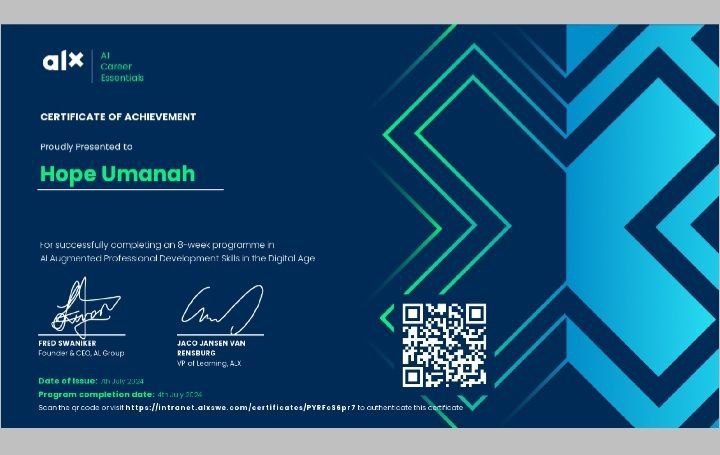 alx
AI
Career
Essentials
CERTIFICATE OF ACHIEVEMENT
Proudly Presented to
Hope Umanah
For successfully completing an 8-week programme in
AI Augmented Professional Development Skills in the Digital Age
FRED SWANIKER
Founder & CEO, AL Group
JACO JANSEN VAN
RENSBURG
VP of Learning, ALX
Date of Issue: 7th July 2024
Program completion date: 4th July 2024
Scan the qr code or visit https://intranet.alxswe.com/certificates/PYRFcS6pr7 to authenticate this certificate